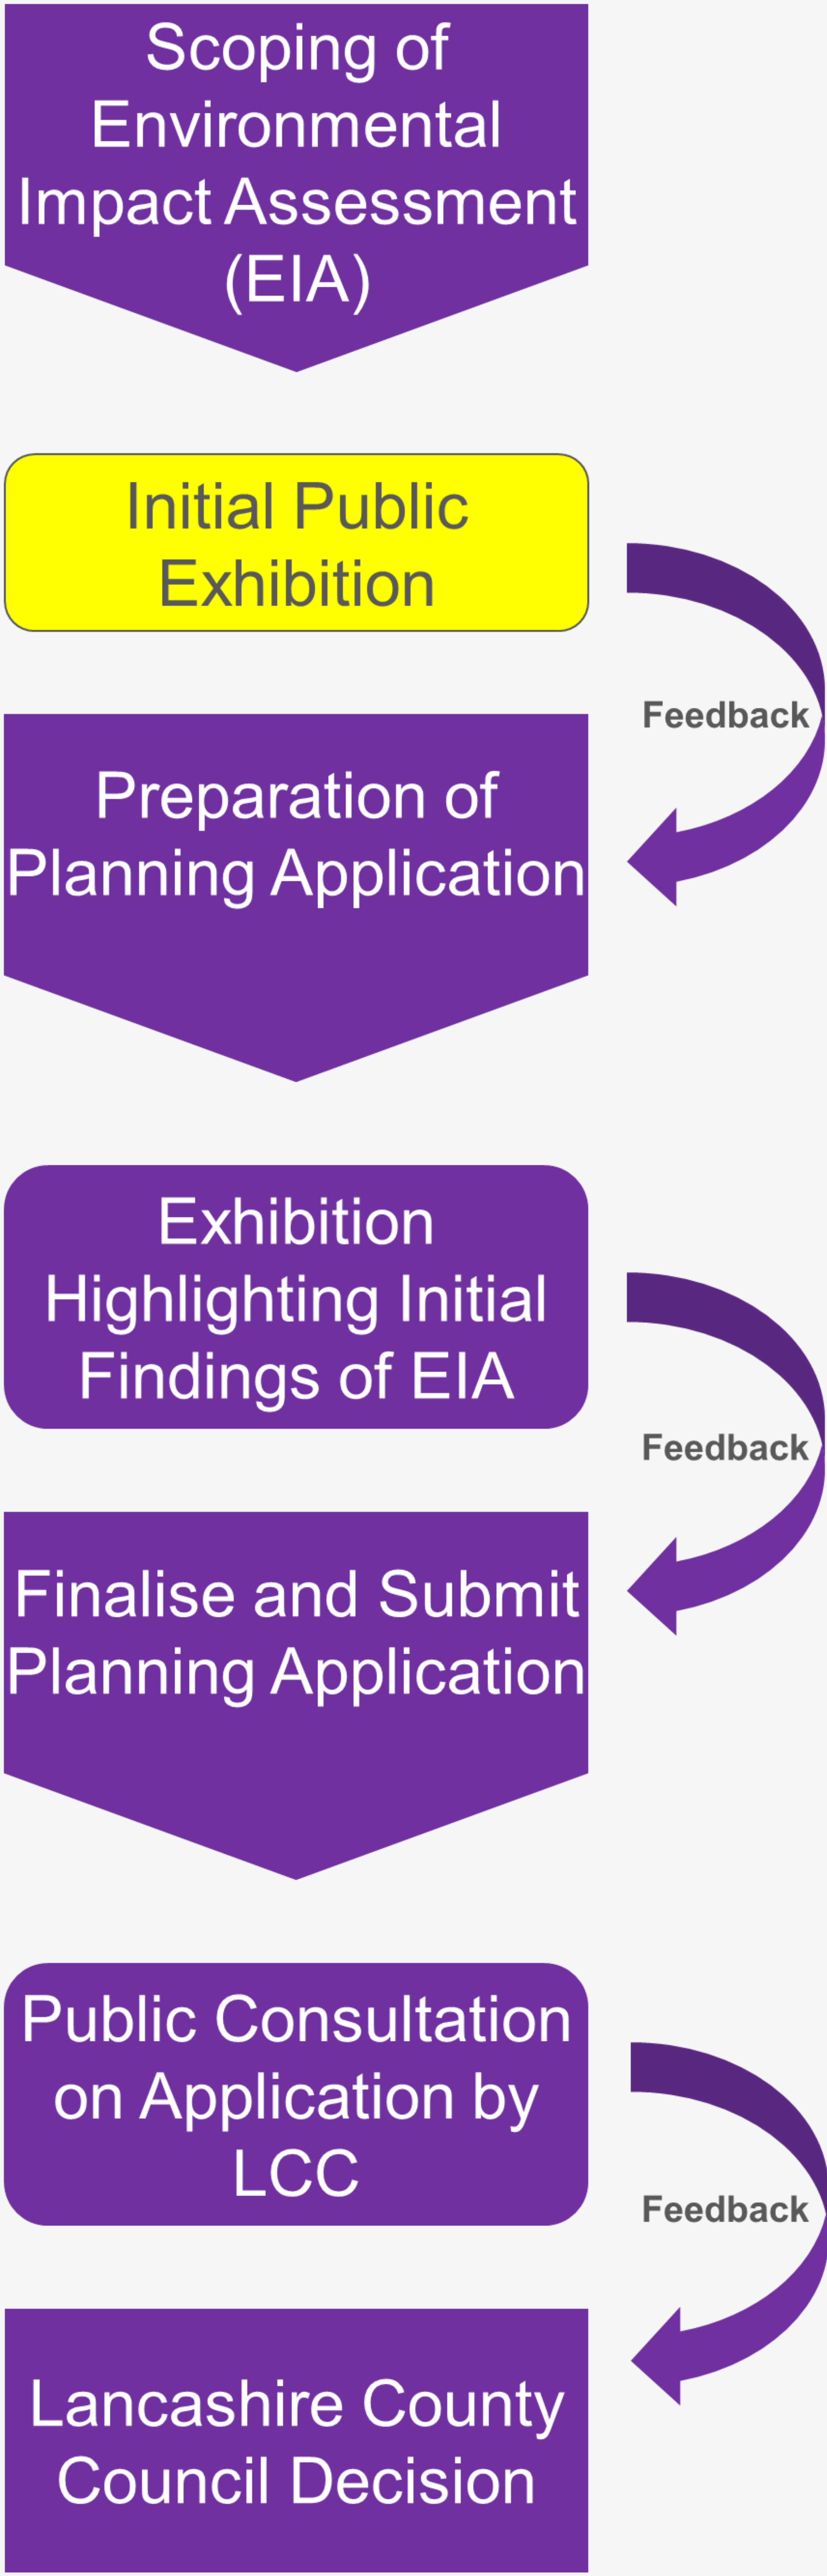 Scoping of
Environmental
Impact Assessment
(EIA)
Initial Public
Exhibition
Feedback
Preparation of
Planning Application
Exhibition
Highlighting Initial
Findings of EIA
Feedback
Finalise and Submit
Planning Application
Public Consultation
on Application by
LCC
Feedback
Lancashire County
Council Decision